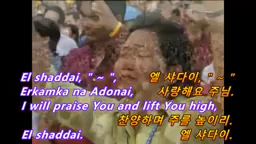 El shaddai, " ~ ", 엘 샤다이, " ~ "
Erkamka na Adonai, 사랑해요 주님.
I will praise You and lift You high,
찬양하며 주를 높이리.
El shaddai. 엘 샤다이.